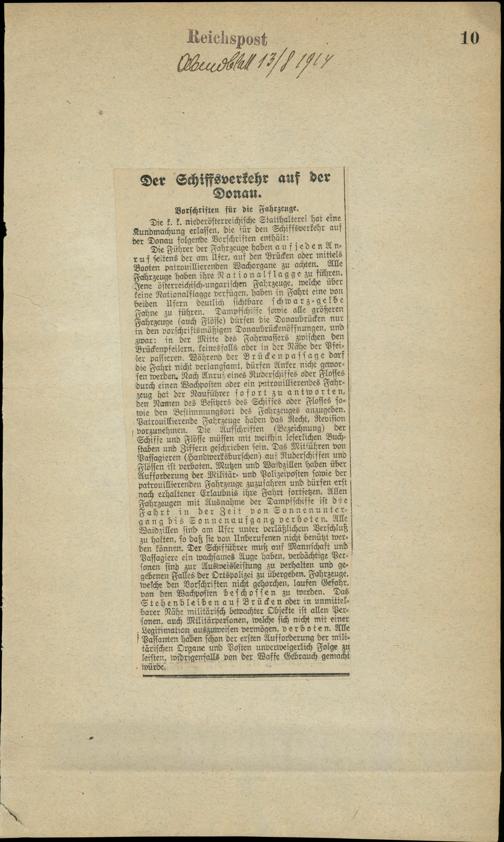 Reichspost
10
Abendblatt 13/8 1914
Der Schiffsverkehr auf der
Donau.
Vorschriften für die Fahrzeuge.
Die k. k. niederösterreichische Statthalterei hat eine
Kundmachung erlassen, die für den Schiffsverkehr auf
der Donau folgende Vorschriften enthält:
Die Führer der Fahrzeuge haben auf jeden An-
ruf seitens der am Ufer, auf den Brücken oder mittels
Booten patrouillierenden Wachorgane zu achten. Alle
Fahrzeuge haben ihre Nationalflagge zu führen.
Jene österreichisch-ungarischen Fahrzeuge, welche über
keine Nationalflagge verfügen, haben in Fahrt eine von
beiden Ufern deutlich sichtbare schwarz-gelbe
Fahne zu führen. Dampfschiffe sowie alle größeren
Fahrzeuge (auch Flöße) dürfen die Donaubrücken nur
in den vorschriftsmäßigen Donaubrückenöffnungen, und
zwar: in der Mitte des Fahrwassers zwischen den
Brückenpfeilern, keinesfalls aber in der Nähe der Pfei-
ler passieren. Während der Brückenpassage darf
die Fahrt nicht verlangsamt, dürfen Anker nicht gewor-
fen werden. Nach Anruf eines Ruderschiffes oder Floßes
durch einen Wachposten oder ein patrouillierendes Fahr-
zeug hat der Nauführer sofort zu antworten,
den Namen des Besitzers des Schiffes oder Floßes so-
wie den Bestimmungsort des Fahrzeuges anzugeben.
Patrouillierende Fahrzeuge haben das Recht, Revision
vorzunehmen. Die Aufschriften (Bezeichnung) der
Schiffe und Flöße müssen mit weithin leserlichen Buch-
staben und Ziffern geschrieben sein. Das Mitführen von
Passagieren (Handwerksburschen) auf Ruderschiffen und
Flößen ist verboten. Mutzen und Waidzillen haben über
Aufforderung der Militär- und Polizeiposten sowie der
patrouillierenden Fahrzeuge zuzufahren und dürfen erst
nach erhaltener Erlaubnis ihre Fahrt fortsetzen. Allen
Fahrzeugen mit Ausnahme der Dampfschiffe ist die
Fahrt in der Zeit von Sonnenunter-
gang bis Sonnenaufgang verboten. Alle
Waidzillen sind am Ufer unter verläßlichem Verschluß
zu halten, so daß sie von Unberufenen nicht benützt wer-
den können. Der Schiffführer muß auf Mannschaft und
Passagiere ein wachsames Auge haben, verdächtige Per-
sonen sind zur Ausweisleistung zu verhalten und ge-
gebenen Falles der Ortspolizei zu übergeben. Fahrzeuge,
welche den Vorschriften nicht gehorchen, laufen Gefahr,
von den Wachposten beschossen zu werden. Das
Stehenbleiben auf Brücken oder in unmittel-
barer Nähe militärisch bewachter Objekte ist allen Per-
sonen, auch Militärpersonen, welche sich nicht mit einer
Legitimation auszuweisen vermögen, verboten. Alle
Passanten haben schon der ersten Aufforderung der mili-
tärischen Organe und Posten unverweigerlich Folge zu
leisten, widrigenfalls von der Waffe Gebrauch gemacht
würde.